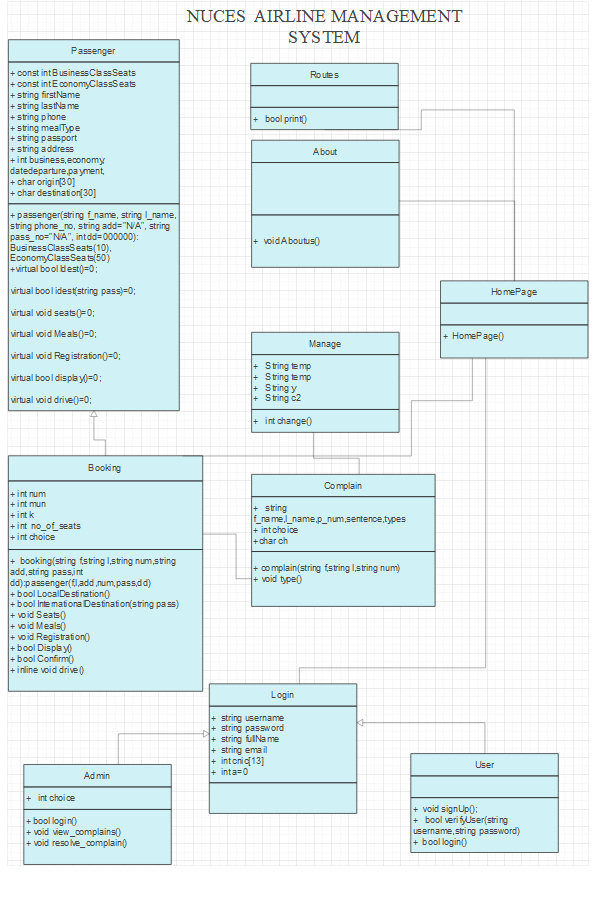 NUCES AIRLINE MANAGEMENT
SYSTEM
Passenger
+ const int BusinessClassSeats
+ const int EconomyClassSeats
+ string firstName
+ string lastName
+ string phone
+ string mealType
+ string passport
+ string address
+ int business,economy,
datedeparture,payment,
+ char origin[30]
+ char destination[30]
+ passenger(string f_name, string l_name,
string phone_no, string add="N/A", string
pass_no="N/A", int dd=000000):
BusinessClassSeats(10),
EconomyClassSeats(50)
+virtual bool ldest()=0;
virtual bool idest(string pass)=0;
virtual void seats()=0;
virtual void Meals()=0;
virtual void Registration()=0;
virtual bool display()=0;
virtual void drive()=0;
Routes
+ bool print()
About
+ void Aboutus()
HomePage
+ HomePage()
Manage
+ String temp
+ String temp
+ String y
+ String c2
+ int change()
Booking
+ int num
+ int mun
+ int k
+ int no_of_seats
+ int choice
+ booking(string f,string l,string num,string
add,string pass,int
dd):passenger(f,l,add,num,pass,dd)
+ bool LocalDestination()
+ bool InternationalDestination(string pass)
+ void Seats()
+ void Meals()
+ void Registration()
+ bool Display()
+ bool Confirm()
+ inline void drive()
Complain
+ string
f_name,l_name,p_num,sentence,types
+ int choice
+char ch
+ complain(string f,string l,string num)
+ void type()
Login
+ string username
+ string password
+ string fullName
+ string email
+ int cnic[13]
+ int a=0
Admin
+ int choice
+ bool login()
+ void view_complains()
+ void resolve_complain()
User
+ void signUp();
+ bool verifyUser(string
username,string password)
+ bool login()